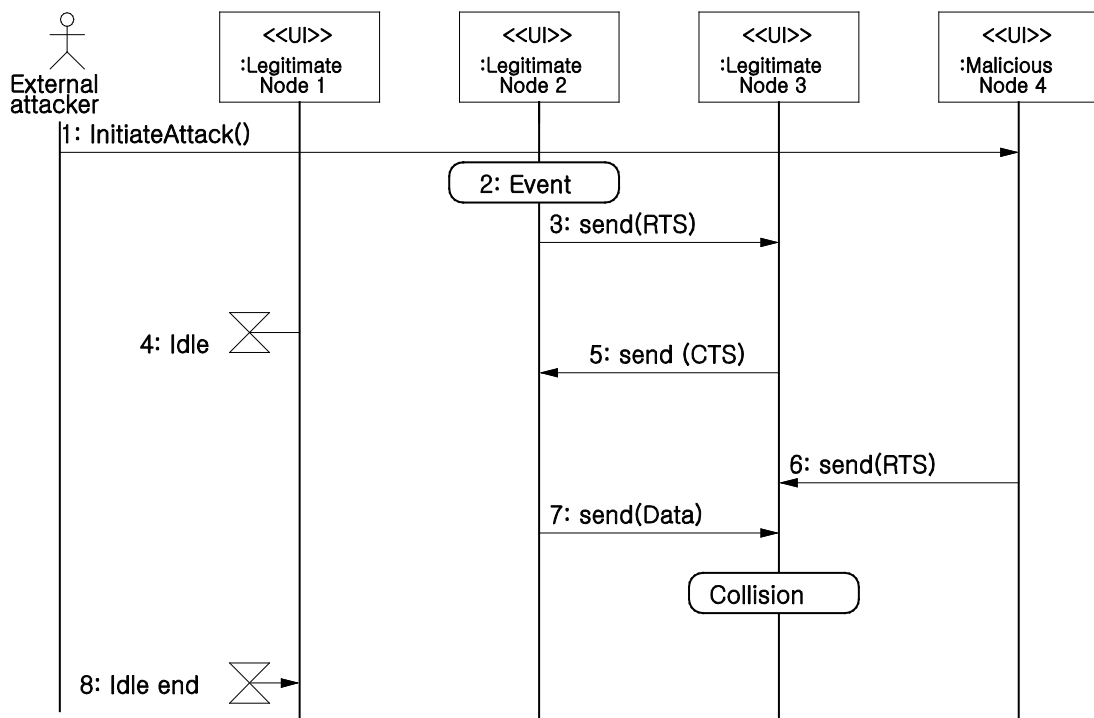 <<UI>>
:Legitimate
Node 1
<<UI>>
:Legitimate
Node 2
<<UI>>
:Legitimate
Node 3
<<UI>>
:Malicious
Node 4
External
attacker
1: InitiateAttack()
2: Event
3: send(RTS)
4: Idle
5: send (CTS)
6: send(RTS)
7: send(Data)
Collision
8: Idle end